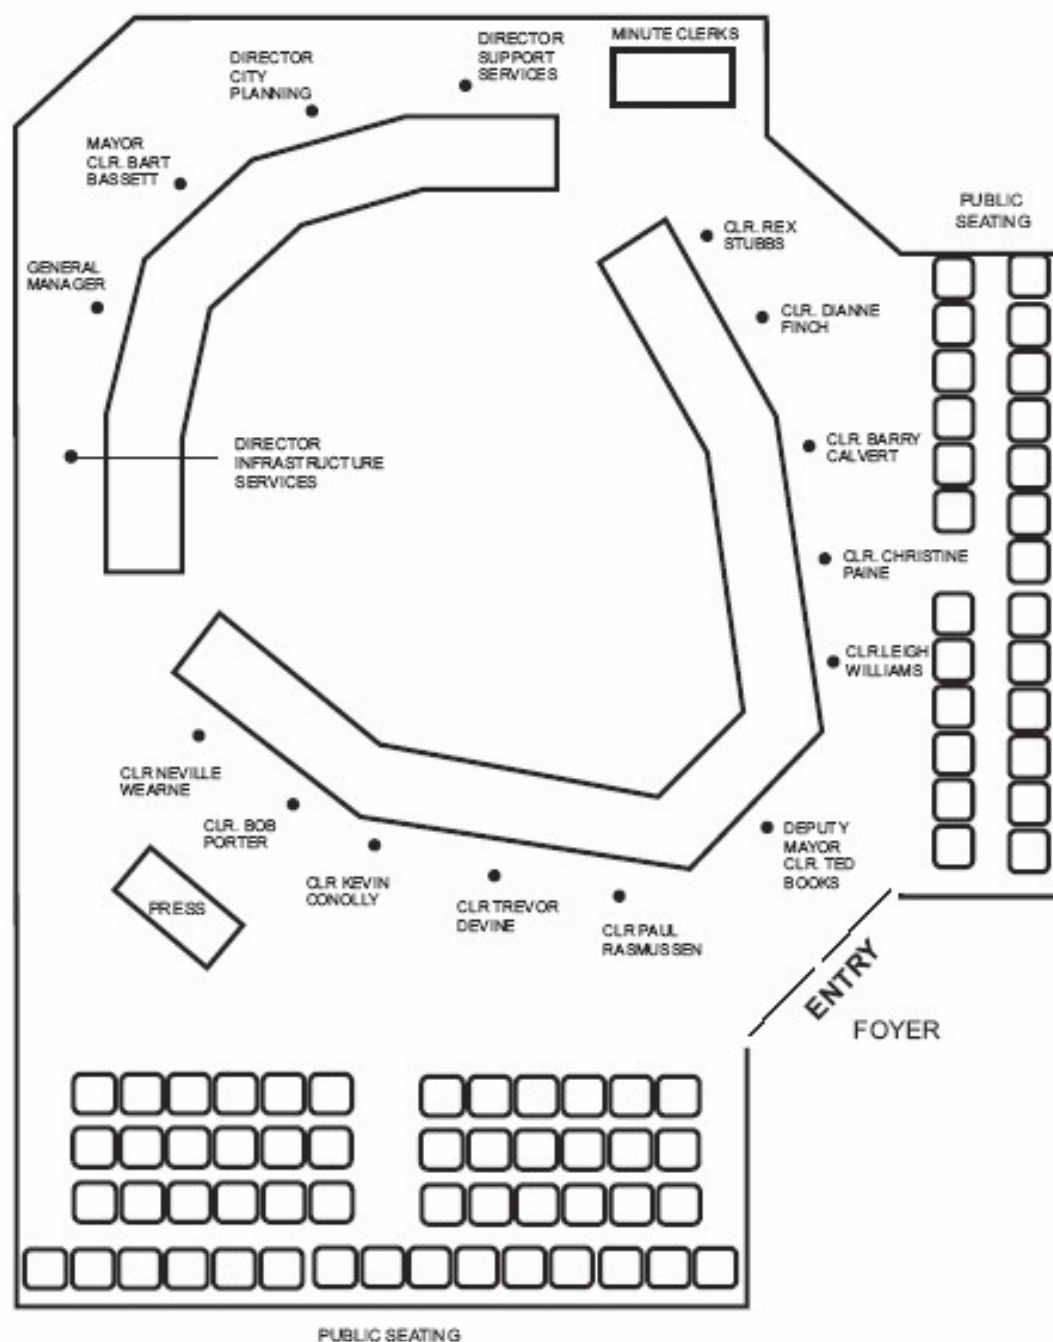 MINUTE CLERKS
DIRECTOR
SUPPORT
SERVICES
DIRECTOR
CITY
PLANNING
MAYOR
CLR. BART
BASSETT
GENERAL
MANAGER
DIRECTOR
INFRASTRUCTURE
SERVICES
PUBLIC
SEATING
CLR. REX
STUBBS
CLR. DIANNE
FINCH
CLR. BARRY
CALVERT
CLR. CHRISTINE
PAINE
CLR.LEIGH
WILLIAMS
DEPUTY
MAYOR
CLR. TED
BOOKS
CLR NEVILLE
WEARNE
CLR. BOB
PORTER
CLR KEVIN
CONOLLY
CLR TREVOR
DEVINE
CLR PAUL
RASMUSSEN
PRESS
ENTRY
FOYER
PUBLIC SEATING